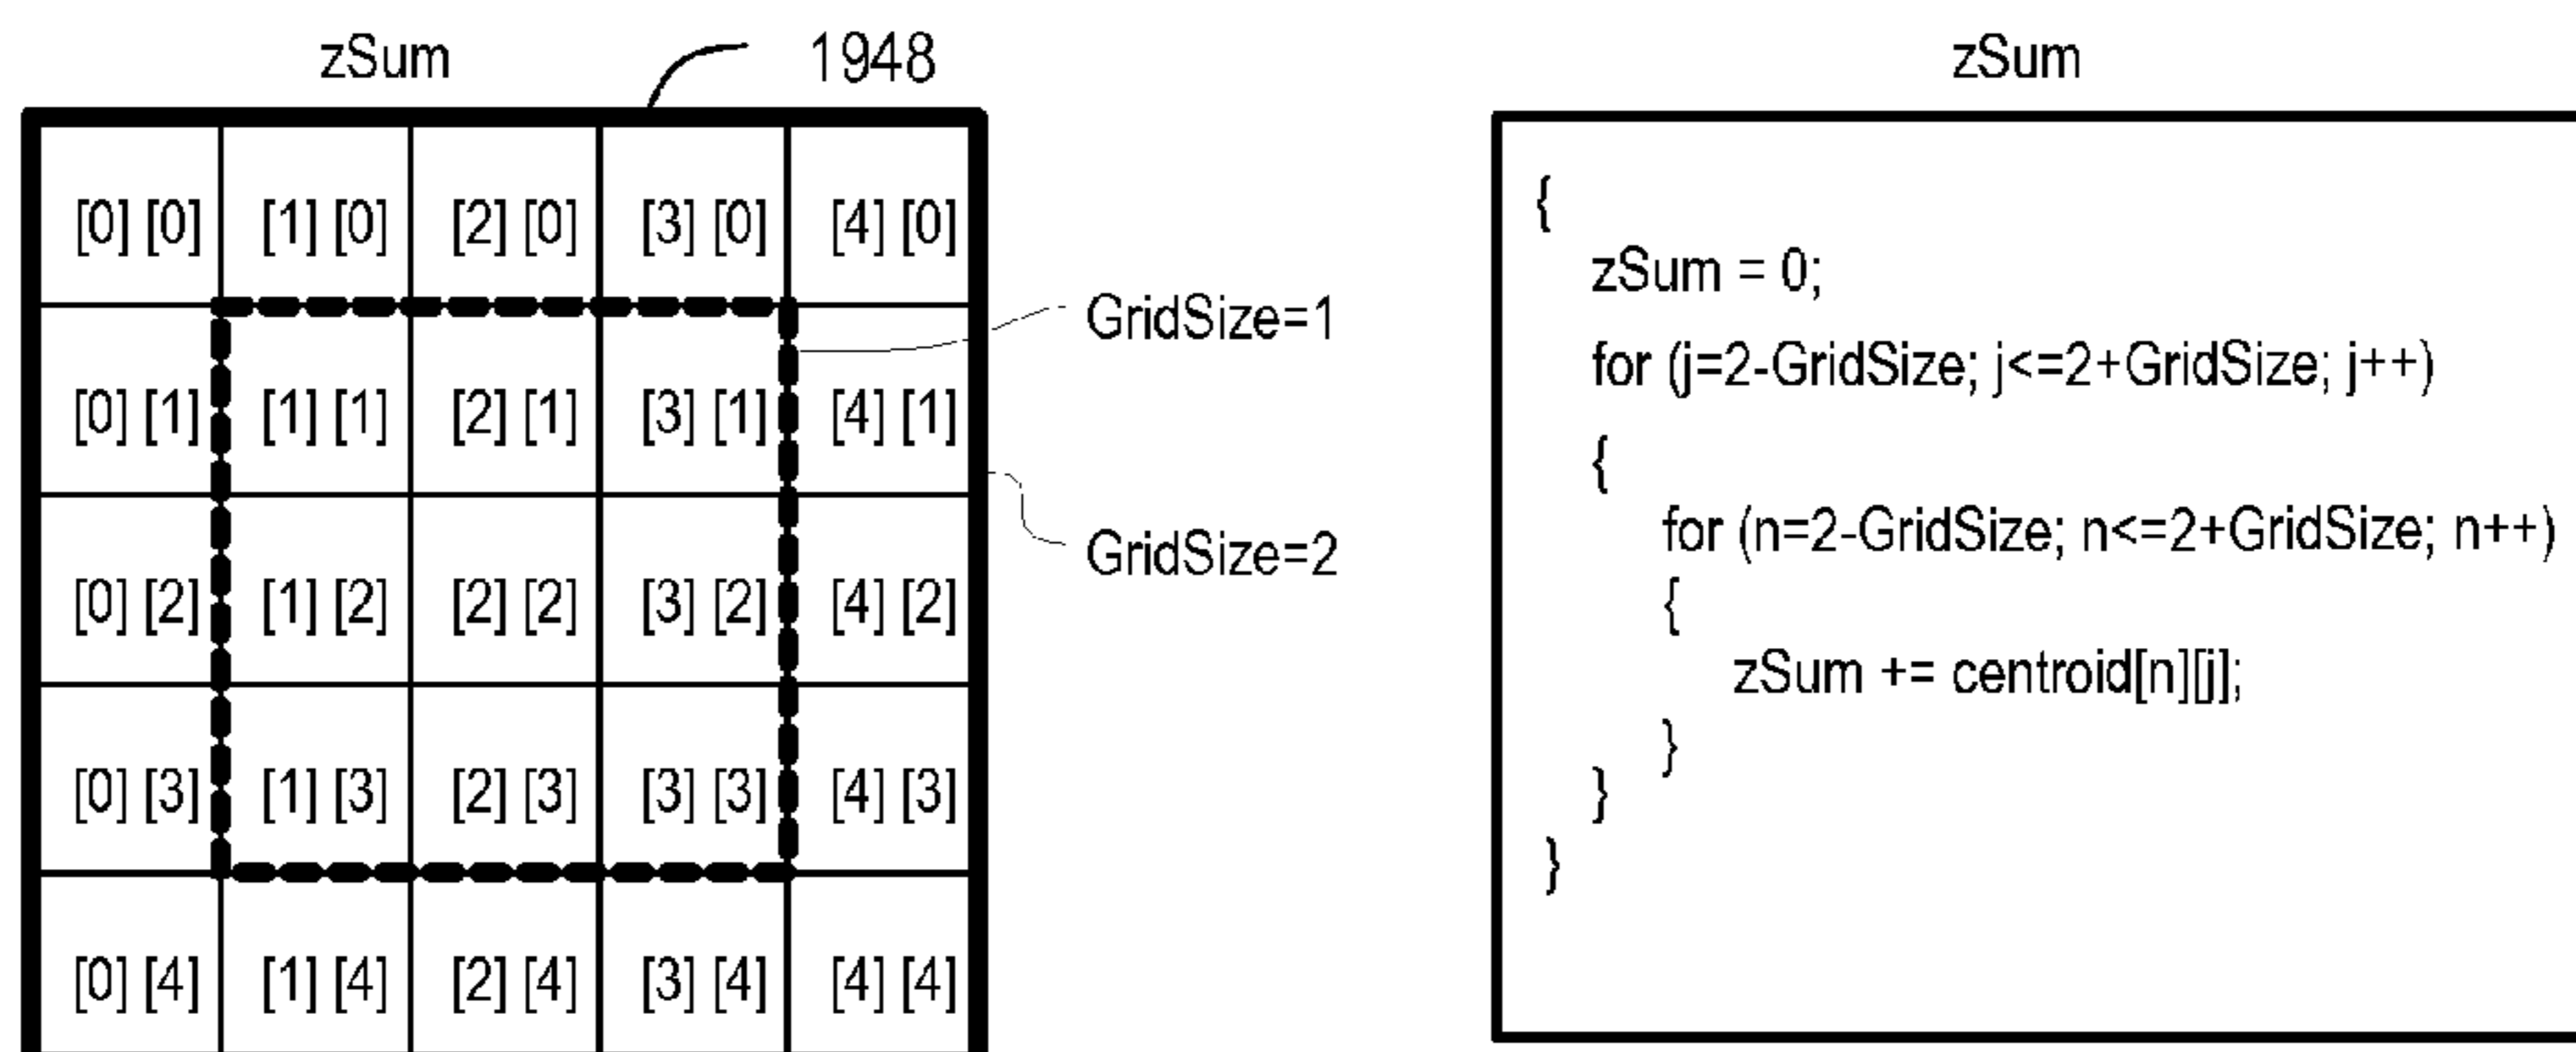 zSum 1948
[0] [0] [1] [0] [2] [0] [3] [0] [4] [0]
[0] [1] [1] [1] [2] [1] [3] [1] [4] [1]
[0] [2] [1] [2] [2] [2] [3] [2] [4] [2]
[0] [3] [1] [3] [2] [3] [3] [3] [4] [3]
[0] [4] [1] [4] [2] [4] [3] [4] [4] [4]
GridSize=1
GridSize=2
zSum
{
zSum = 0;
for (j=2-GridSize; j<=2+GridSize; j++)
{
for (n=2-GridSize; n<=2+GridSize; n++)
{
zSum += centroid[n][j];
}
}
}